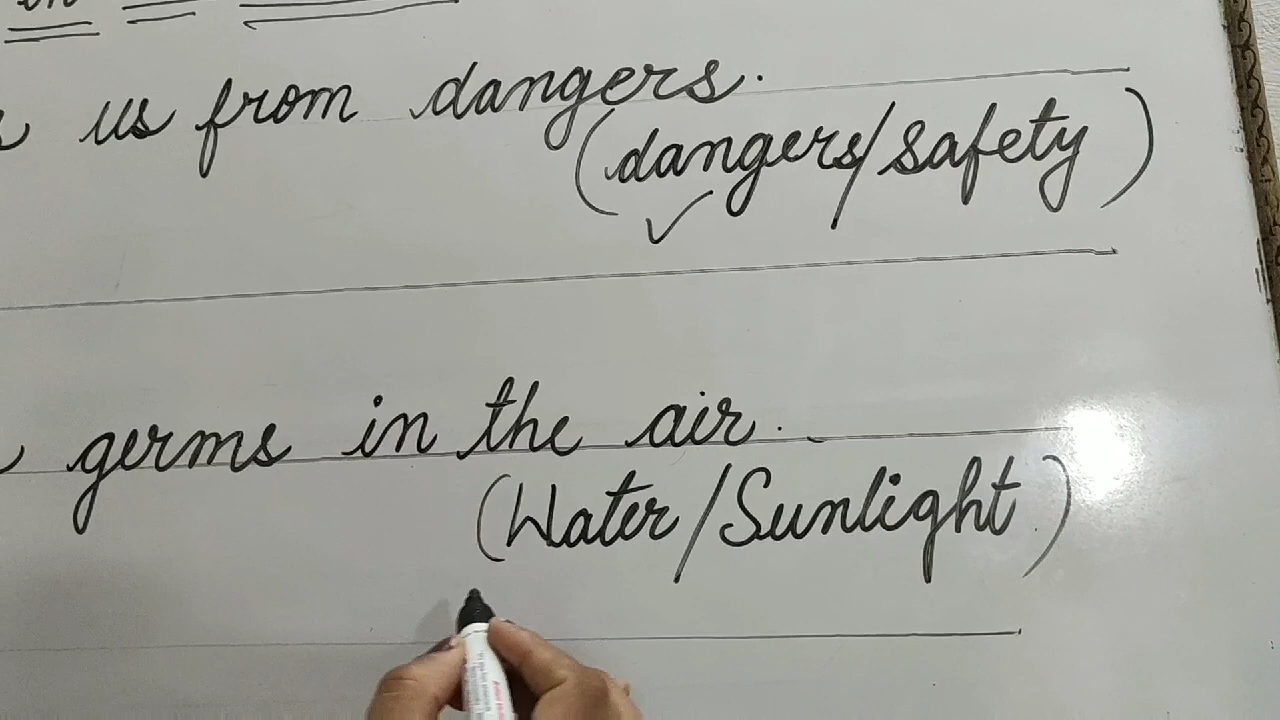 us from dangers.
(dangers/safety)
germs in the air.
(Water/Sunlight)